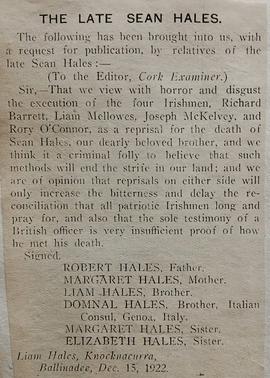 THE LATE SEAN HALES.
The following has been brought into us, with
a request for publication, by relatives of the
late Sean Hales:—
(To the Editor, Cork Examiner.)
Sir,—That we view with horror and disgust
the execution of the four Irishmen, Richard
Barrett, Liam Mellowes, Joseph McKelvey, and
Rory O'Connor, as a reprisal for the death of
Sean Hales, our dearly beloved brother, and we
think it a criminal folly to believe that such
methods will end the strife in our land; and we
are of opinion that reprisals on either side will
only increase the bitterness and delay the re-
conciliation that all patriotic Irishmen long and
pray for, and also that the sole testimony of a
British officer is very insufficient proof of how
he met his death.
Signed.
ROBERT HALES, Father.
MARGARET HALES, Mother.
LIAM HALES, Brother.
DOMNAL HALES, Brother, Italian
Consul, Genoa, Italy.
MARGARET HALES, Sister.
ELIZABETH HALES, Sister.
Liam Hales, Knocknacurra,
Ballinadee, Dec. 15, 1922.